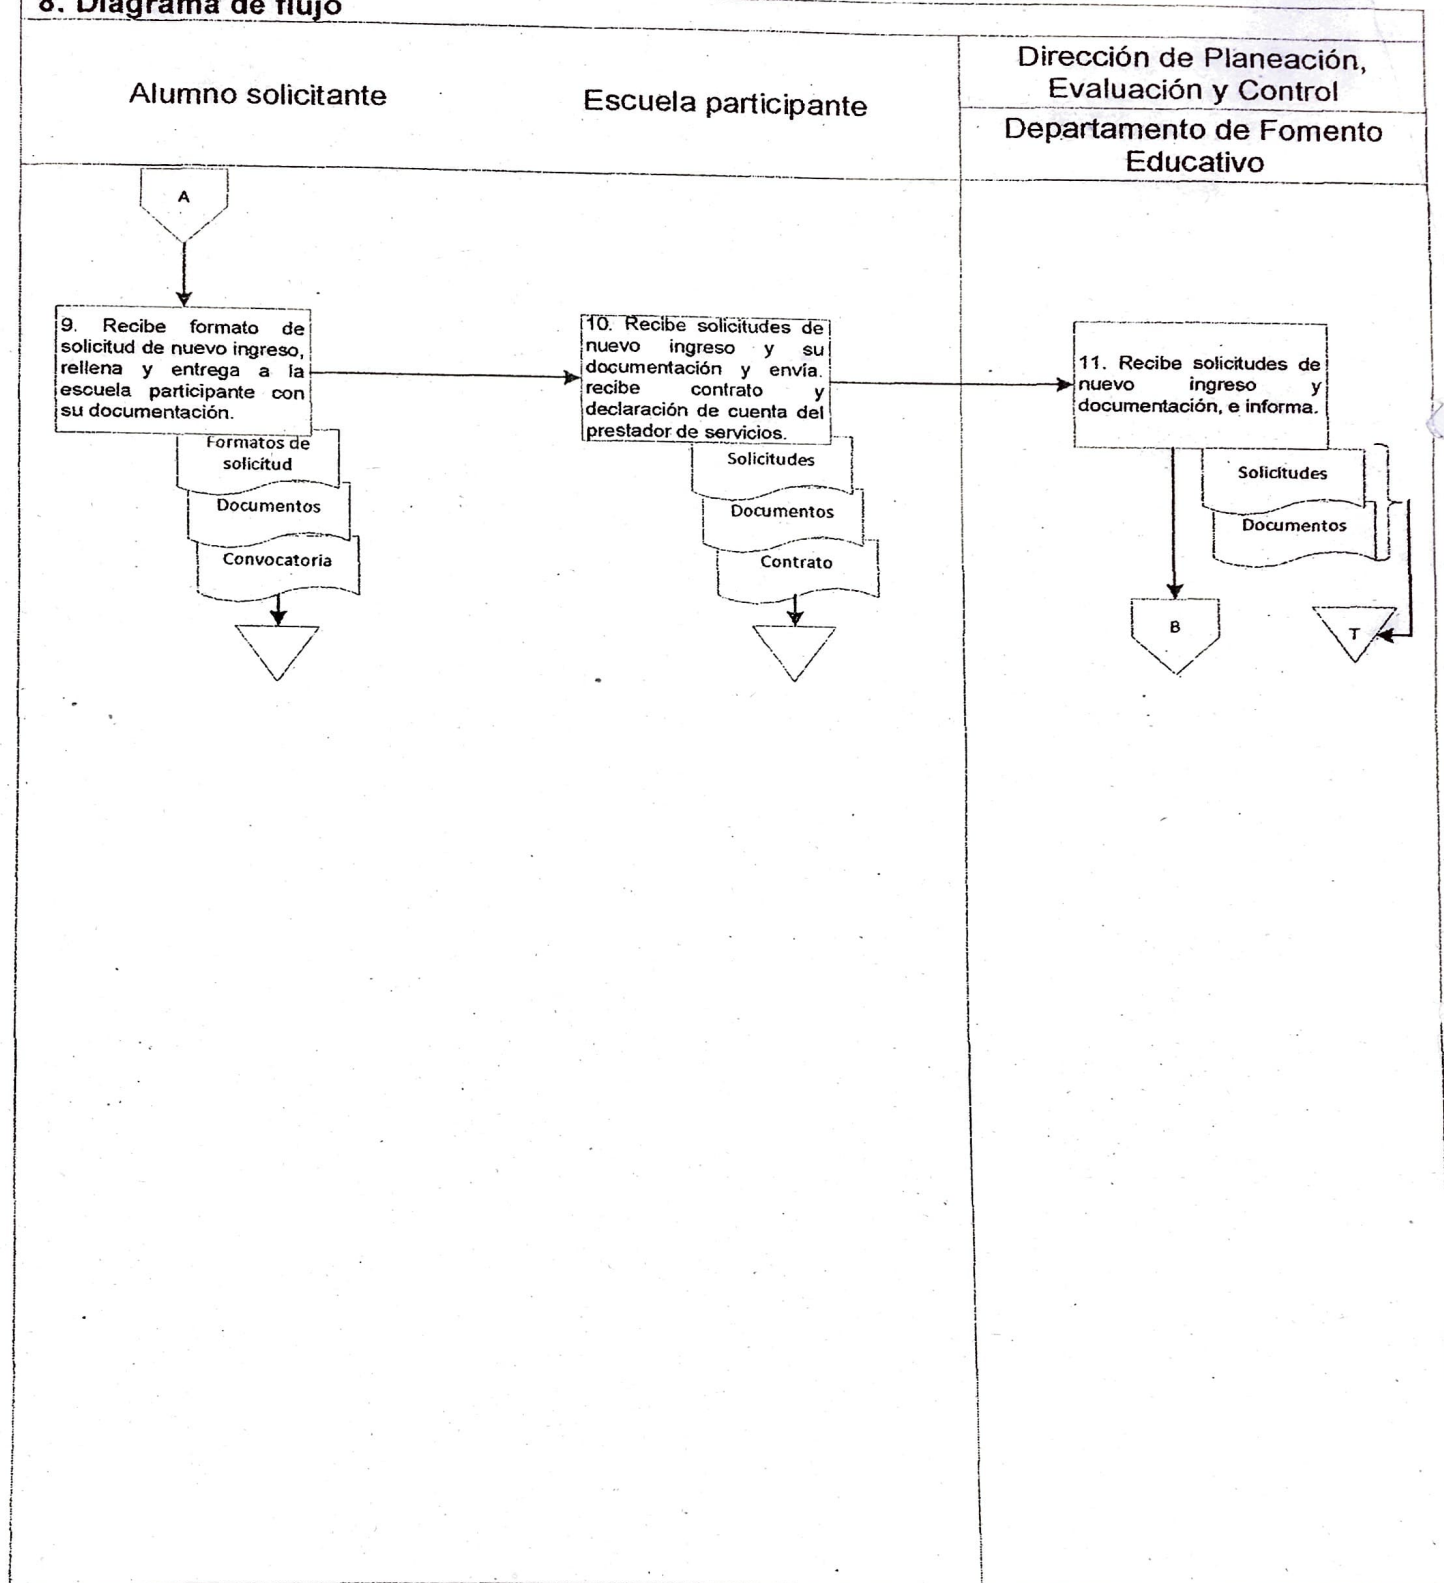 8. Diagrama de flujo
Alumno solicitante
Escuela participante
Dirección de Planeación,
Evaluación y Control
Departamento de Fomento
Educativo
A
9. Recibe formato de
solicitud de nuevo ingreso,
rellena y entrega a la
escuela participante con
su documentación.
Formatos de
solicitud
Documentos
Convocatoria
10. Recibe solicitudes de
nuevo ingreso y su
documentación y envía.
recibe contrato y
declaración de cuenta del
prestador de servicios.
Solicitudes
Documentos
Contrato
11. Recibe solicitudes de
nuevo ingreso y
documentación, e informa.
Solicitudes
Documentos
B
T